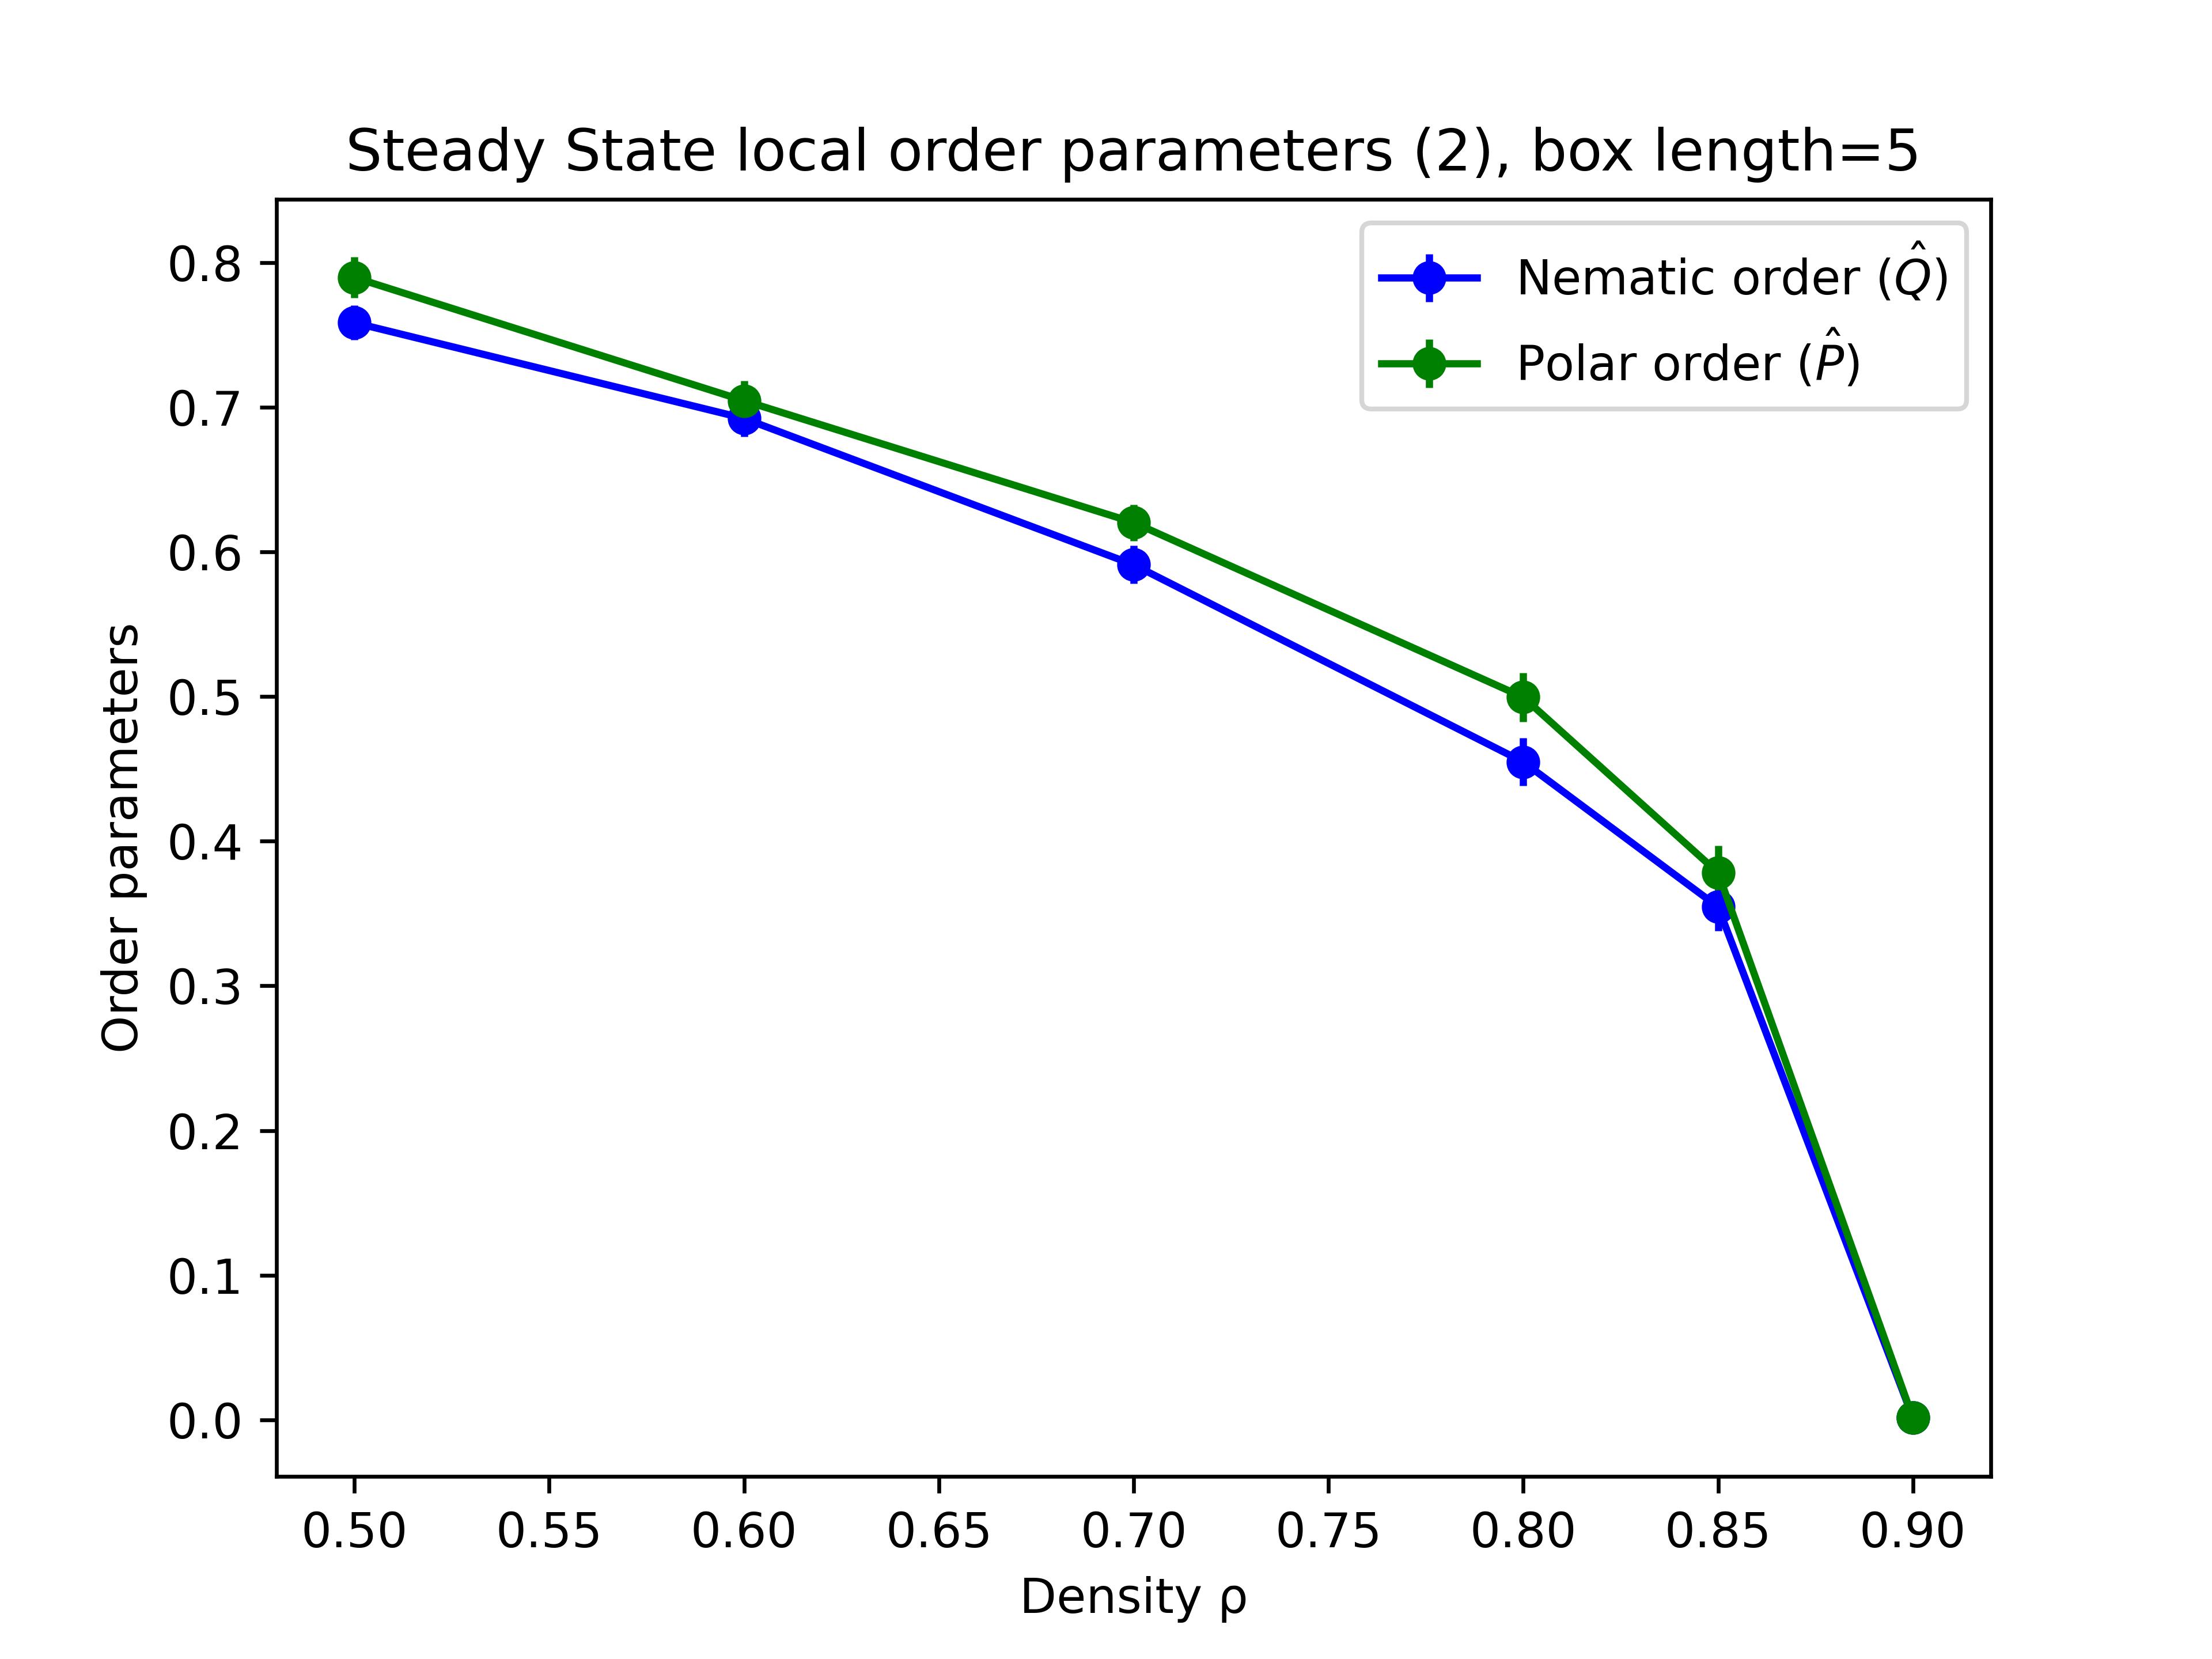 Steady State local order parameters (2), box length=5
Nematic order (Q̂)
Polar order (P̂)
Order parameters
0.8
0.7
0.6
0.5
0.4
0.3
0.2
0.1
0.0
0.50 0.55 0.60 0.65 0.70 0.75 0.80 0.85 0.90
Density ρ